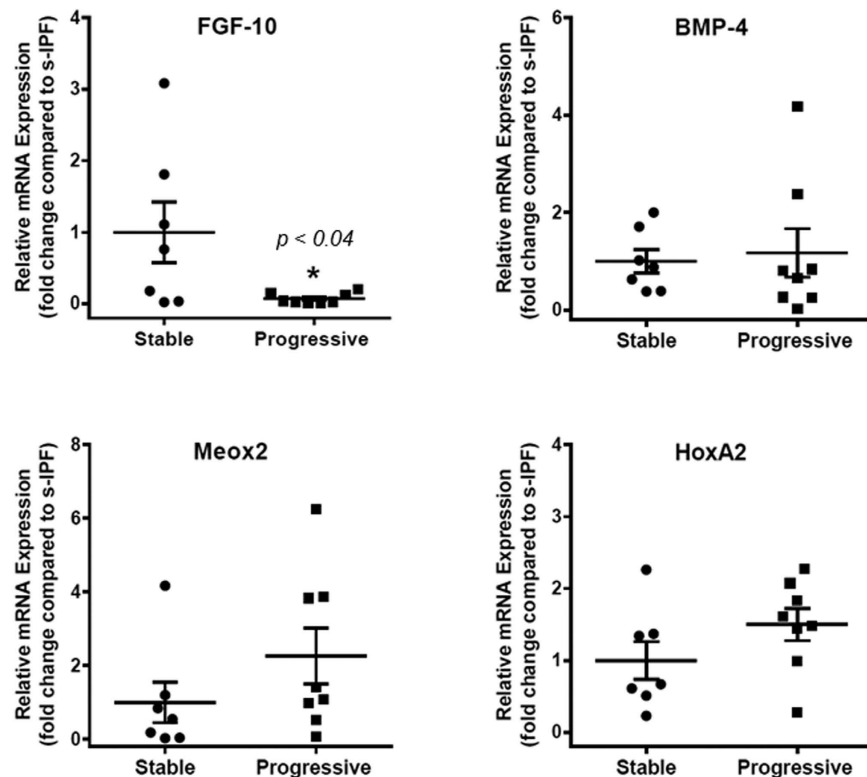 FGF-10
Relative mRNA Expression
(fold change compared to s-IPF)
4
3
2
1
0
p < 0.04
*
Stable Progressive
BMP-4
Relative mRNA Expression
(fold change compared to s-IPF)
6
4
2
0
Stable Progressive
Meox2
Relative mRNA Expression
(fold change compared to s-IPF)
8
6
4
2
0
Stable Progressive
HoxA2
Relative mRNA Expression
(fold change compared to s-IPF)
4
3
2
1
0
Stable Progressive